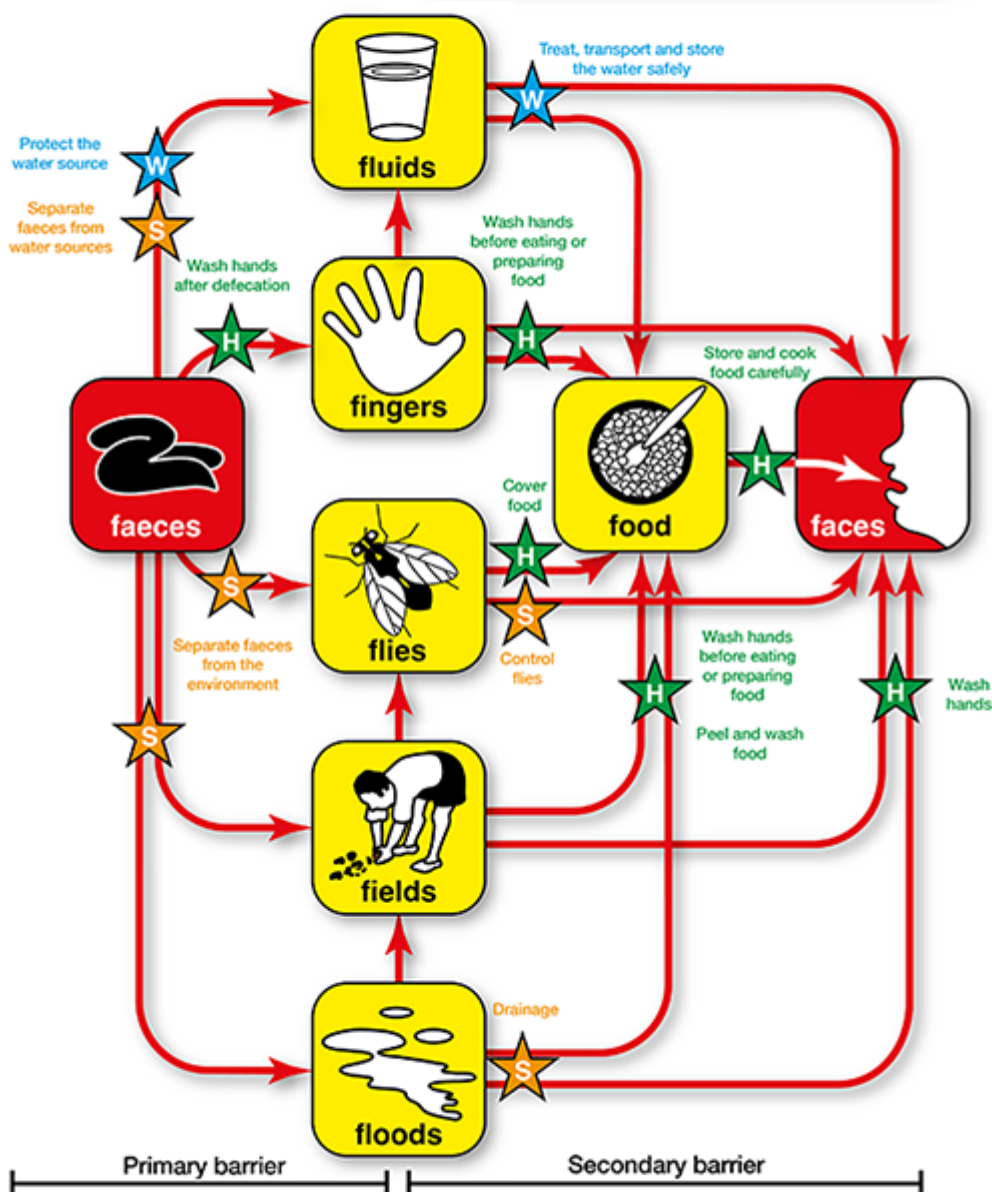 Treat, transport and store
the water safely
W
Protect the
water source
W
fluids
Separate
faeces from
water sources
S
Wash hands
before eating or
preparing
food
Wash hands
after defecation
H
H
Store and cook
food carefully
fingers
H
Cover
food
faeces
food
faces
H
S
S
Separate faeces
from the
environment
flies
Control
flies
Wash hands
before eating
or preparing
food
H
Peel and wash
food
H
Wash
hands
S
fields
Drainage
S
floods
Primary barrier
Secondary barrier